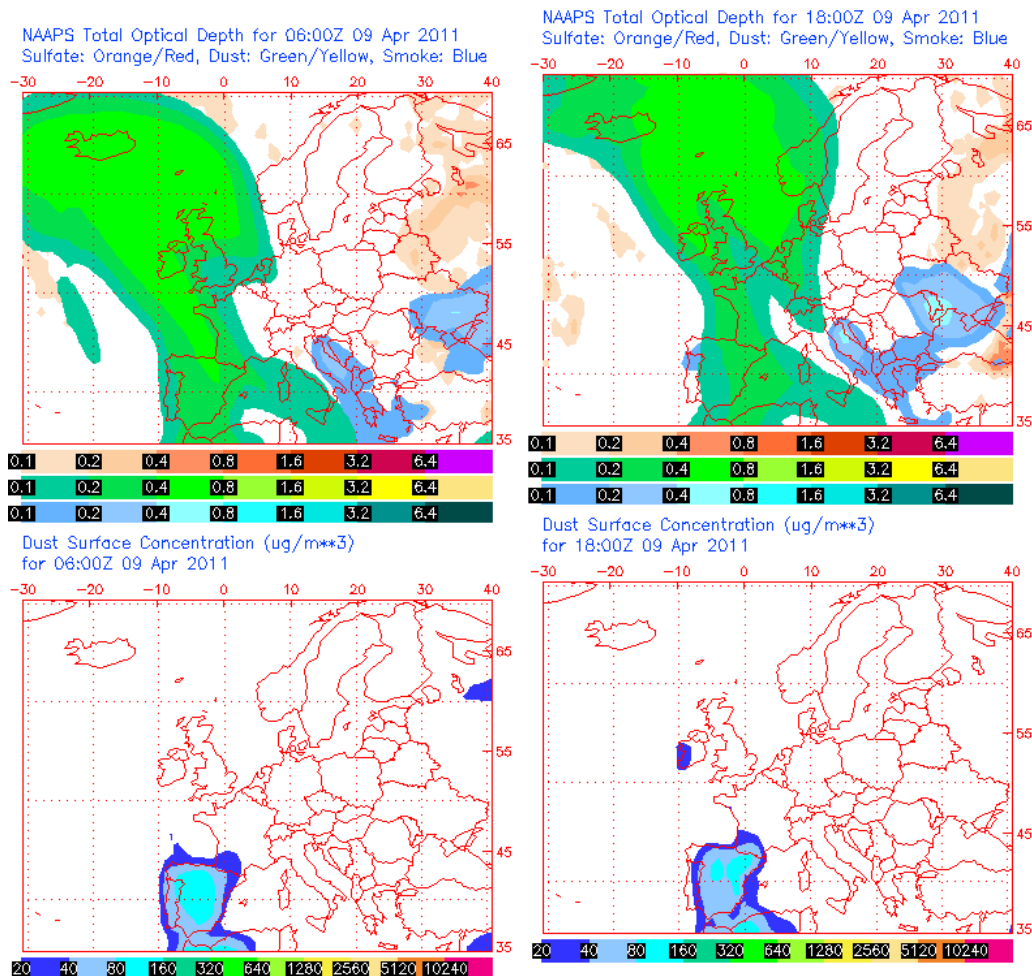 NAAPS Total Optical Depth for 06:00Z 09 Apr 2011
Sulfate: Orange/Red, Dust: Green/Yellow, Smoke: Blue
-30 -20 -10 0 10 20 30 40
65
55
45
35
0.1 0.2 0.4 0.8 1.6 3.2 6.4
0.1 0.2 0.4 0.8 1.6 3.2 6.4
0.1 0.2 0.4 0.8 1.6 3.2 6.4
NAAPS Total Optical Depth for 18:00Z 09 Apr 2011
Sulfate: Orange/Red, Dust: Green/Yellow, Smoke: Blue
-30 -20 -10 0 10 20 30 40
65
55
45
35
0.1 0.2 0.4 0.8 1.6 3.2 6.4
0.1 0.2 0.4 0.8 1.6 3.2 6.4
0.1 0.2 0.4 0.8 1.6 3.2 6.4
Dust Surface Concentration (ug/m**3)
for 06:00Z 09 Apr 2011
-30 -20 -10 0 10 20 30 40
65
55
45
35
1
20 40 80 160 320 640 1280 2560 5120 10240
Dust Surface Concentration (ug/m**3)
for 18:00Z 09 Apr 2011
-30 -20 -10 0 10 20 30 40
65
55
45
35
20 40 80 160 320 640 1280 2560 5120 10240